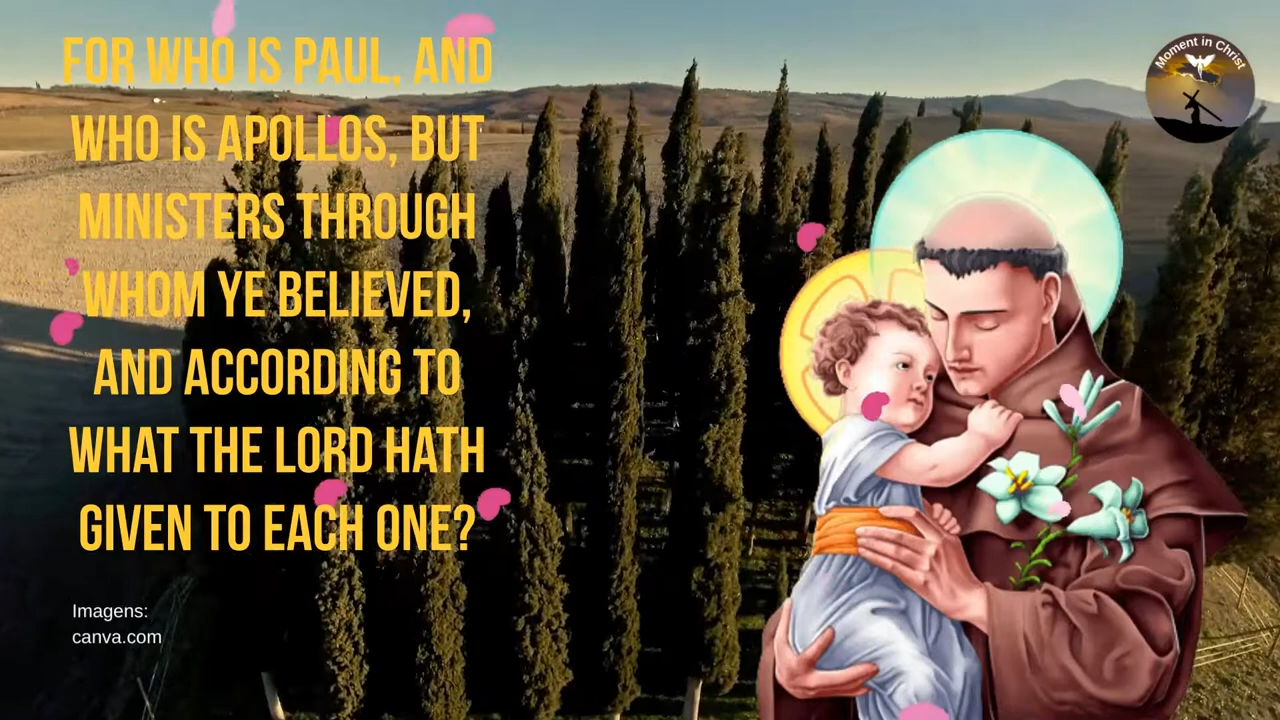 FOR WHO IS PAUL, AND
WHO IS APOLLOS, BUT
MINISTERS THROUGH
WHOM YE BELIEVED,
AND ACCORDING TO
WHAT THE LORD HATH
GIVEN TO EACH ONE?
Imagens:
canva.com
Moment in Christ